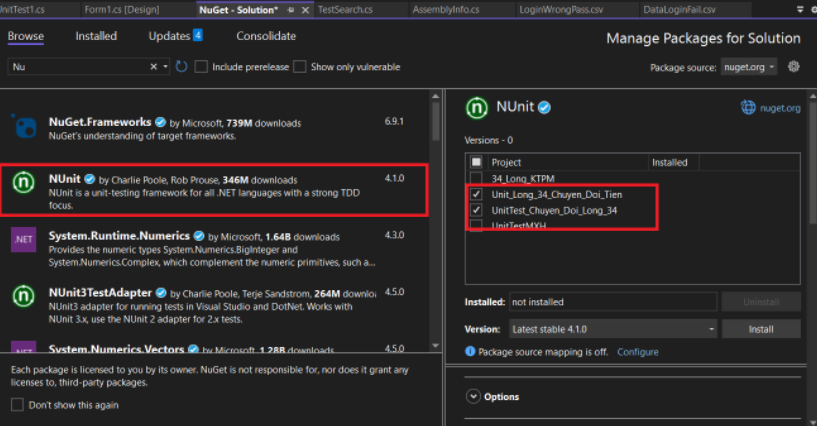 UnitTest1.cs Form1.cs [Design] NuGet - Solution* TestSearch.cs AssemblyInfo.cs LoginWrongPass.csv DataLoginFail.csv
Browse Installed Updates 4 Consolidate
Manage Packages for Solution
Nu
Include prerelease Show only vulnerable
Package source: nuget.org
NuGet.Frameworks by Microsoft, 739M downloads 6.9.1
NuGet's understanding of target frameworks.
NUnit by Charlie Poole, Rob Prouse, 346M downloads 4.1.0
NUnit is a unit-testing framework for all .NET languages with a strong TDD
focus.
.NET
System.Runtime.Numerics by Microsoft, 1.64B downloads 4.3.0
Provides the numeric types System.Numerics.BigInteger and
System.Numerics.Complex, which complement the numeric primitives, such a...
NUnit3TestAdapter by Charlie Poole, Terje Sandstrom, 264M downloa 4.5.0
NUnit3 adapter for running tests in Visual Studio and DotNet. Works with
NUnit 3.x, use the NUnit 2 adapter for 2.x tests.
.NET
System.Numerics.Vectors by Microsoft, 1.28B downloads 4.5.0
Each package is licensed to you by its owner. NuGet is not responsible for, nor does it grant any
licenses to, third-party packages.
Don't show this again
NUnit
nuget.org
Versions - 0
Project Installed
34_Long_KTPM
Unit_Long_34_Chuyen_Doi_Tien
UnitTest_Chuyen_Doi_Long_34
UnitTestMXH
Installed: not installed Uninstall
Version: Latest stable 4.1.0 Install
Package source mapping is off. Configure
Options